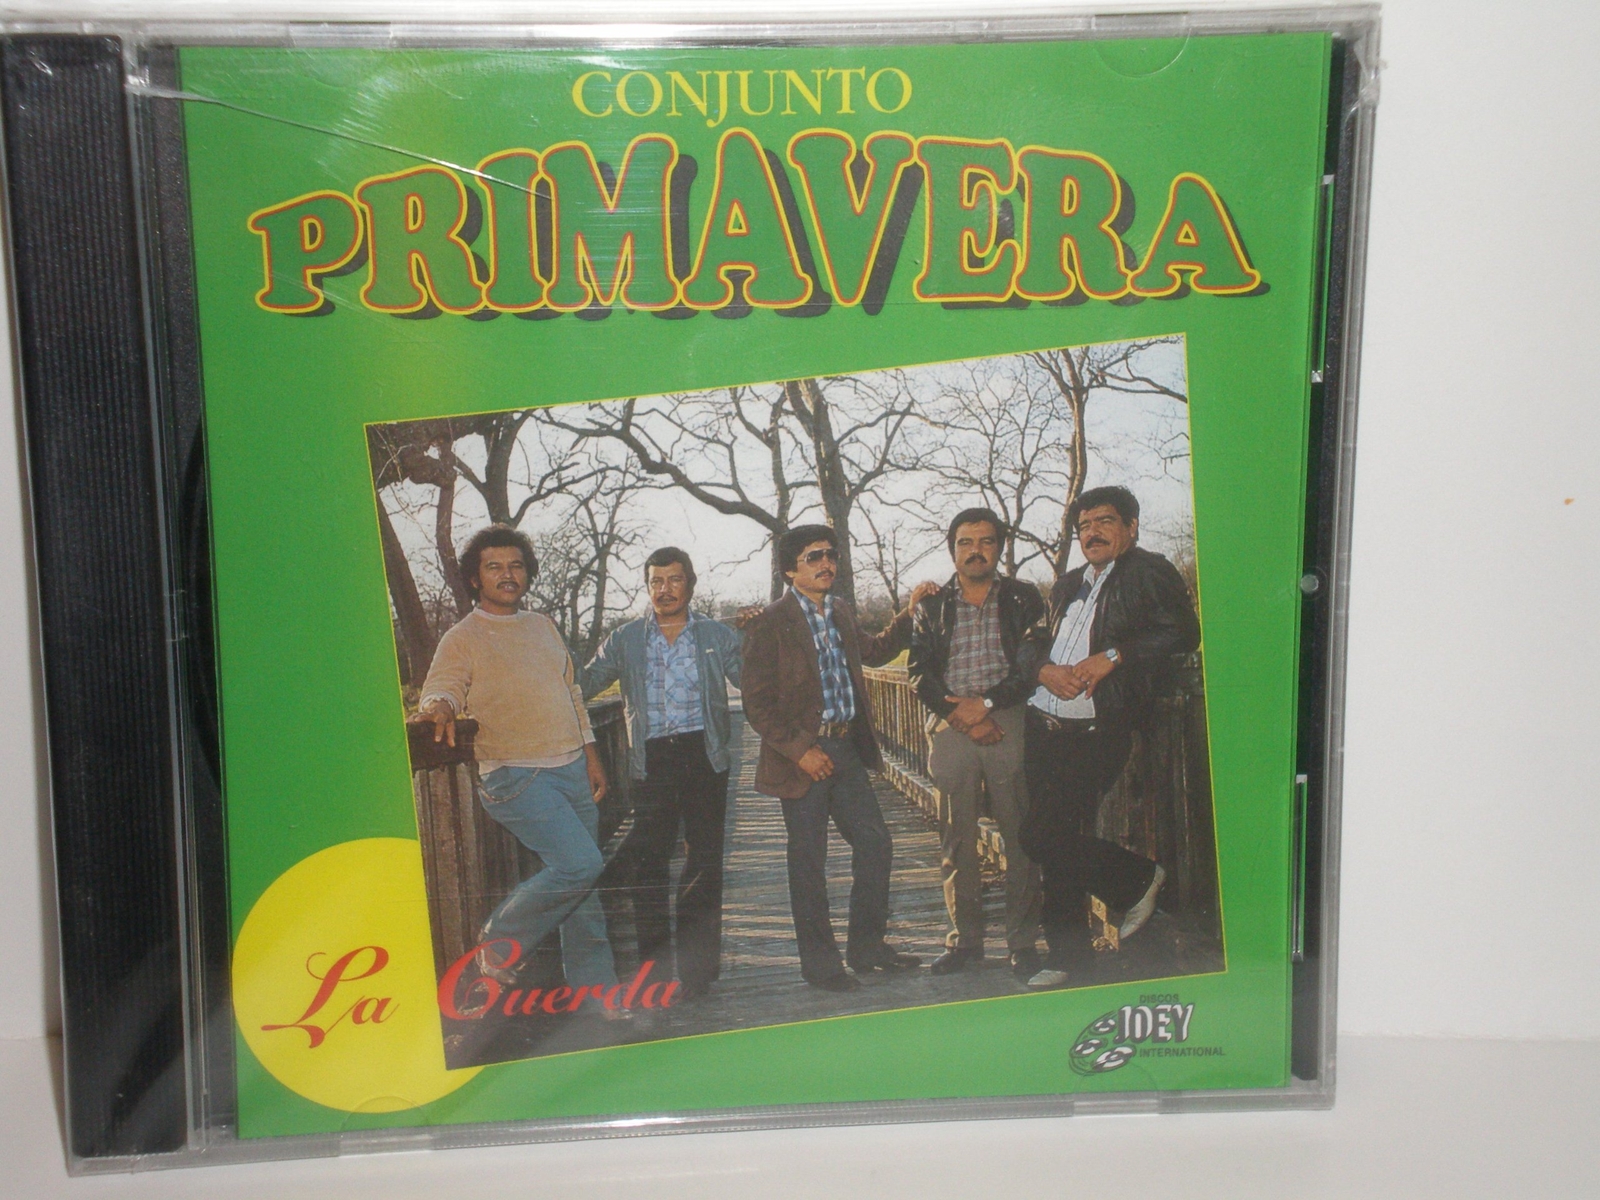 CONJUNTO
PRIMAVERA
La Cuerda
DISCOS
JOEY
INTERNATIONAL